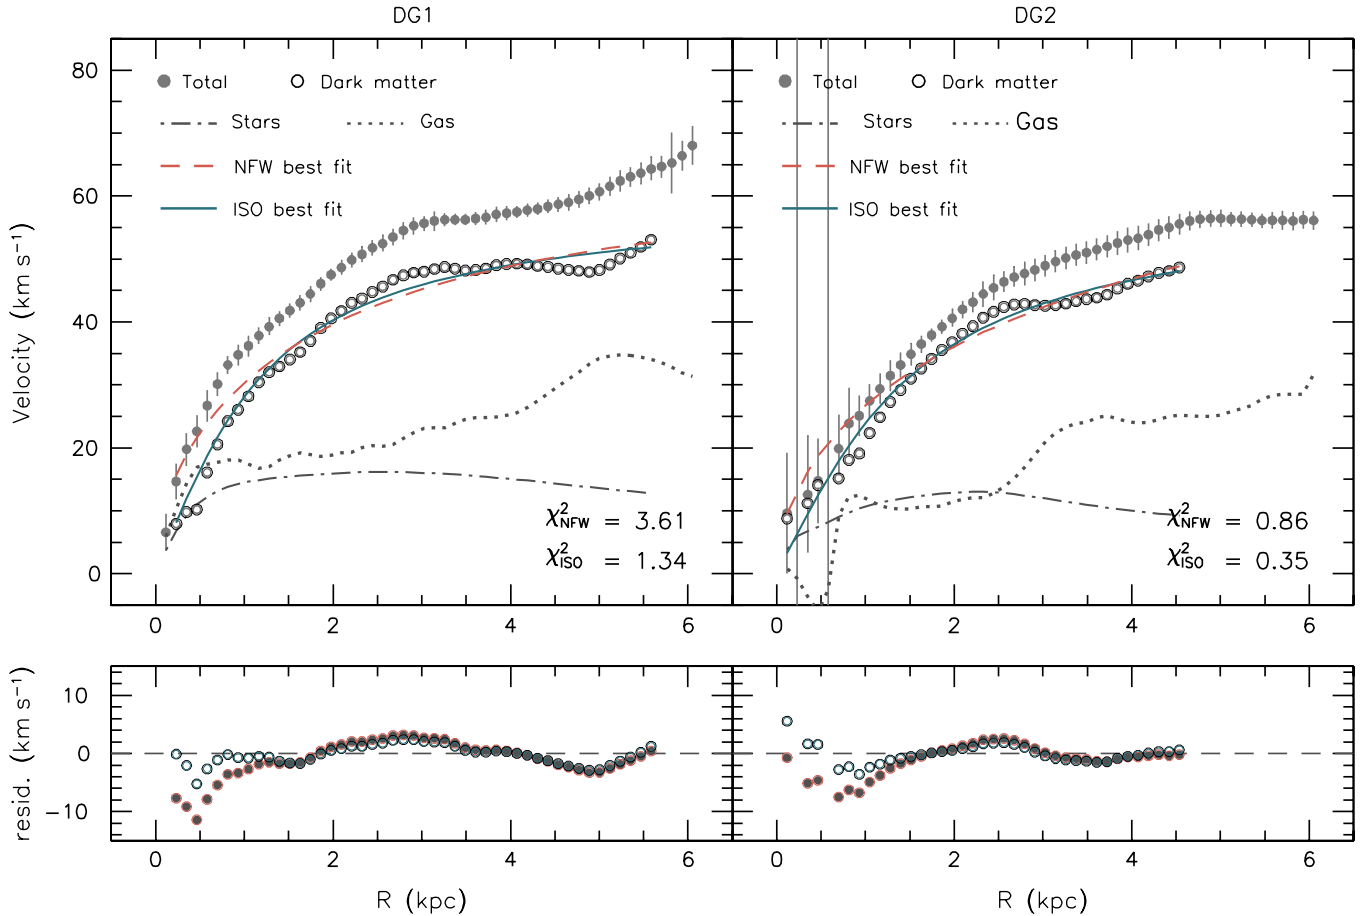 DG1 DG2
80 Total Dark matter Total Dark matter
Stars Gas Stars Gas
NFW best fit NFW best fit
60 ISO best fit ISO best fit
Velocity (km s⁻¹)
40
20
χ²NFW = 3.61 χ²NFW = 0.86
χ²ISO = 1.34 χ²ISO = 0.35
0
0 2 4 6 0 2 4 6
resid. (km s⁻¹)
10
0
−10
0 2 4 6 0 2 4 6
R (kpc) R (kpc)